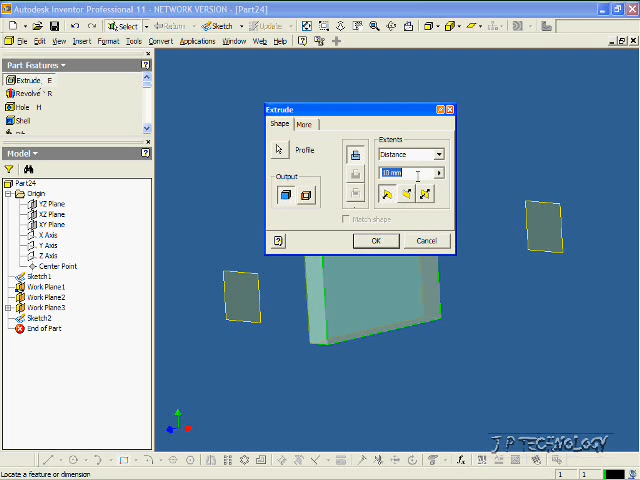 Autodesk Inventor Professional 11 - NETWORK VERSION - [Part24]
Return
Select
Sketch
Update
File Edit View Insert Format Tools Convert Applications Window Web Help
Part Features
Extrude, E
Revolve R
Hole H
Shell
Rib
Model
Part24
Origin
YZ Plane
XZ Plane
XY Plane
X Axis
Y Axis
Z Axis
Center Point
Sketch1
Work Plane1
Work Plane2
Work Plane3
Sketch2
End of Part
Extrude
Shape More
Profile
Output
Extents
Distance
10 mm
Match shape
OK Cancel
J P TECHNOLOGY
Locate a feature or dimension
1 1